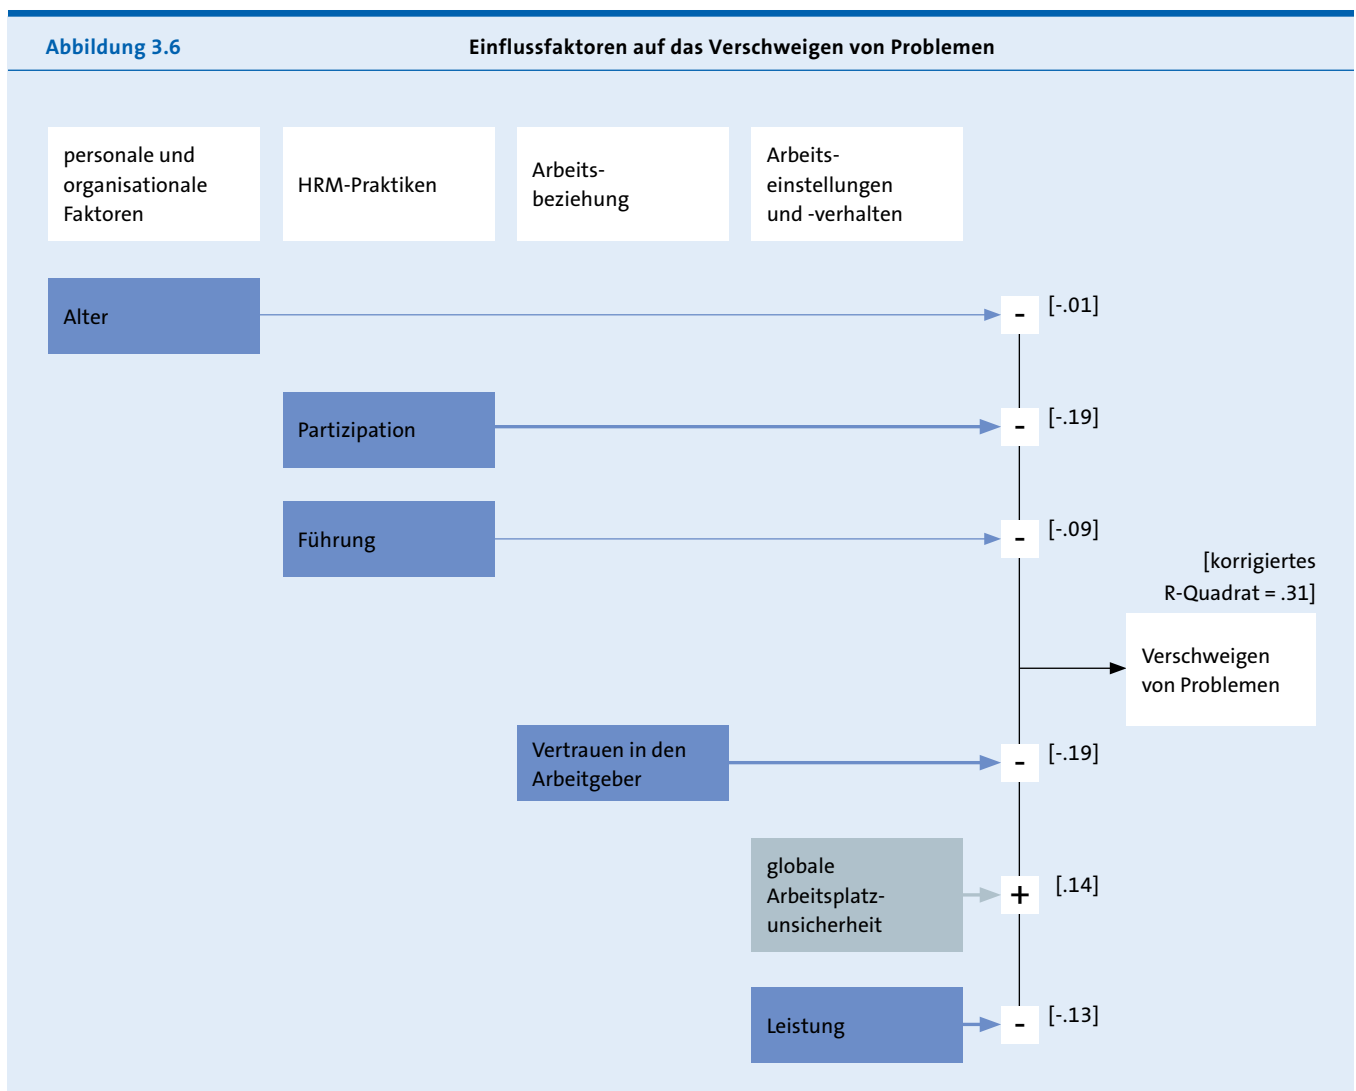 Abbildung 3.6
Einflussfaktoren auf das Verschweigen von Problemen
personale und
organisationale
Faktoren
HRM-Praktiken
Arbeits-
beziehung
Arbeits-
einstellungen
und -verhalten
Alter
-
[-.01]
Partizipation
-
[-.19]
Führung
-
[-.09]
[korrigiertes
R-Quadrat = .31]
Verschweigen
von Problemen
Vertrauen in den
Arbeitgeber
-
[-.19]
globale
Arbeitsplatz-
unsicherheit
+
[.14]
Leistung
-
[-.13]